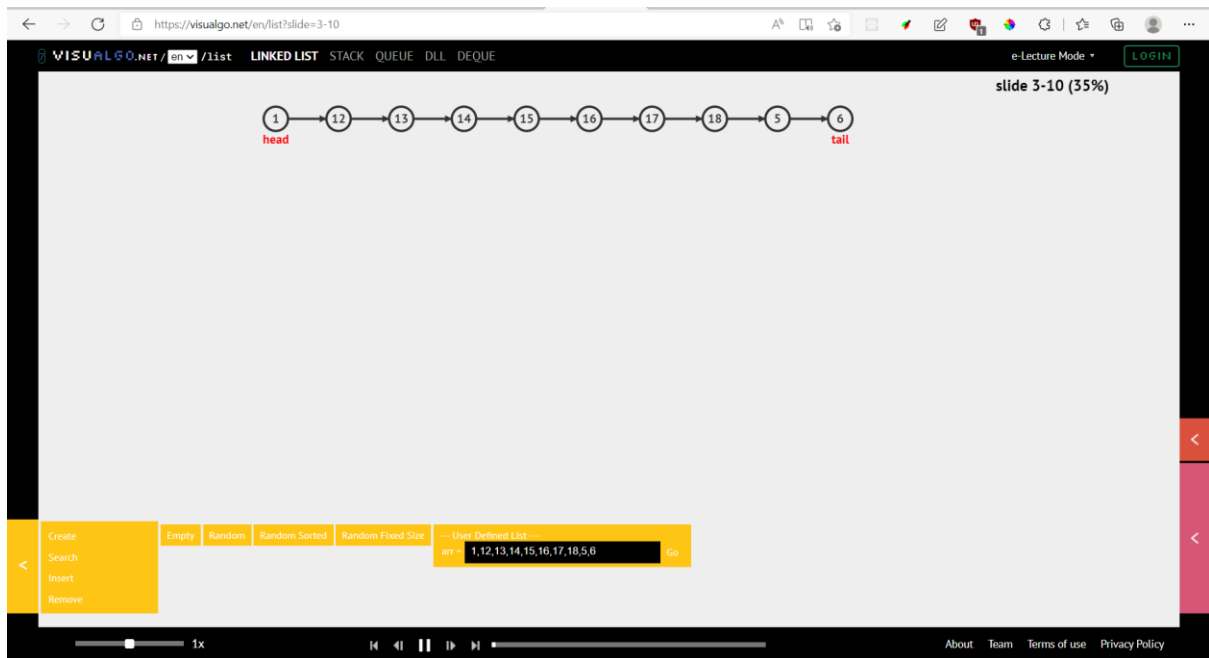 https://visualgo.net/en/list?slide=3-10
VISUALGO.NET/ en /list LINKED LIST STACK QUEUE DLL DEQUE e-Lecture Mode LOGIN
slide 3-10 (35%)
1 12 13 14 15 16 17 18 5 6
head tail
Create Empty Random Random Sorted Random Fixed Size --- User Defined List ---
Search arr = 1,12,13,14,15,16,17,18,5,6 Go
Insert
Remove
1x About Team Terms of use Privacy Policy